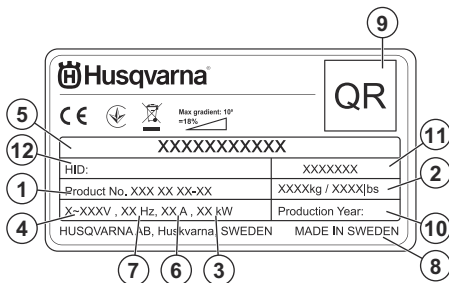 9
Husqvarna
QR
CE
Max gradient: 10º
=18%
5
XXXXXXXXXXX
11
12
HID:
XXXXXXX
1
Product No. XXX XX XX-XX
XXXXkg / XXXXlbs
2
X~XXXV , XX Hz, XX A , XX kW
Production Year:
4
10
HUSQVARNA AB, Huskvarna, SWEDEN
MADE IN SWEDEN
7
6
3
8